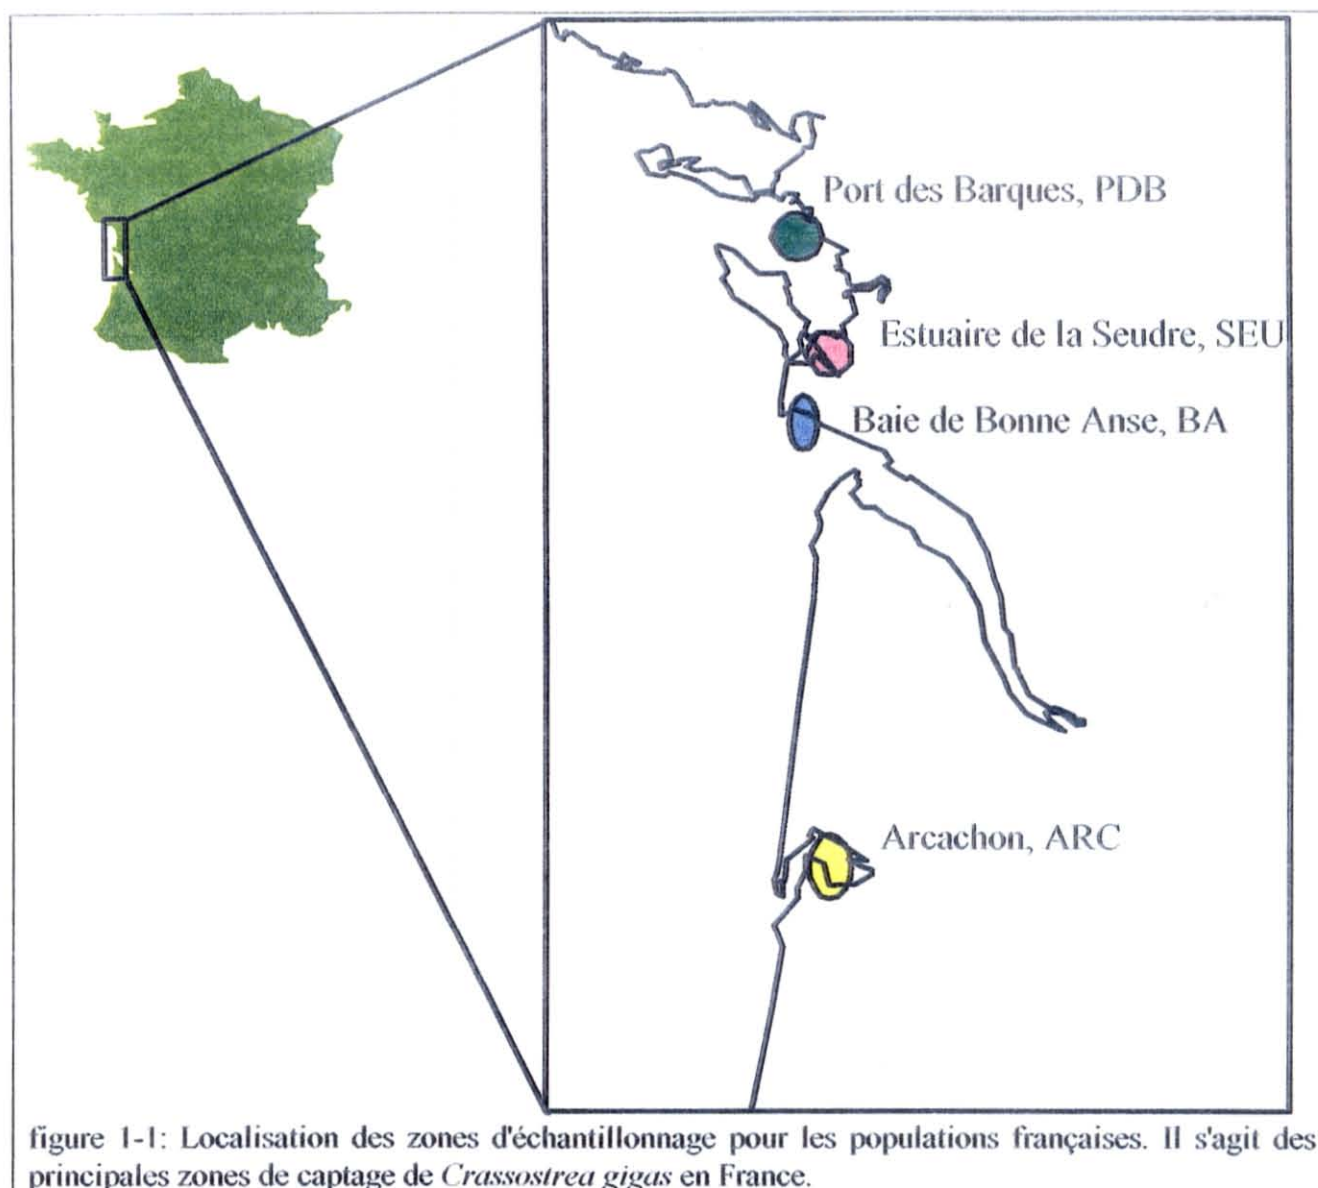 Port des Barques, PDB
Estuaire de la Seudre, SEU
Baie de Bonne Anse, BA
Arcachon, ARC
figure 1-1: Localisation des zones d'échantillonnage pour les populations françaises. Il s'agit des
principales zones de captage de Crassostrea gigas en France.